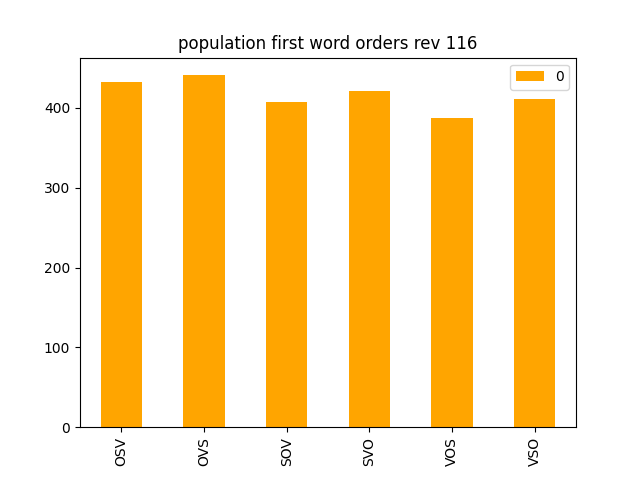 population first word orders rev 116
0
400
300
200
100
0
OSV
OVS
SOV
SVO
VOS
VSO